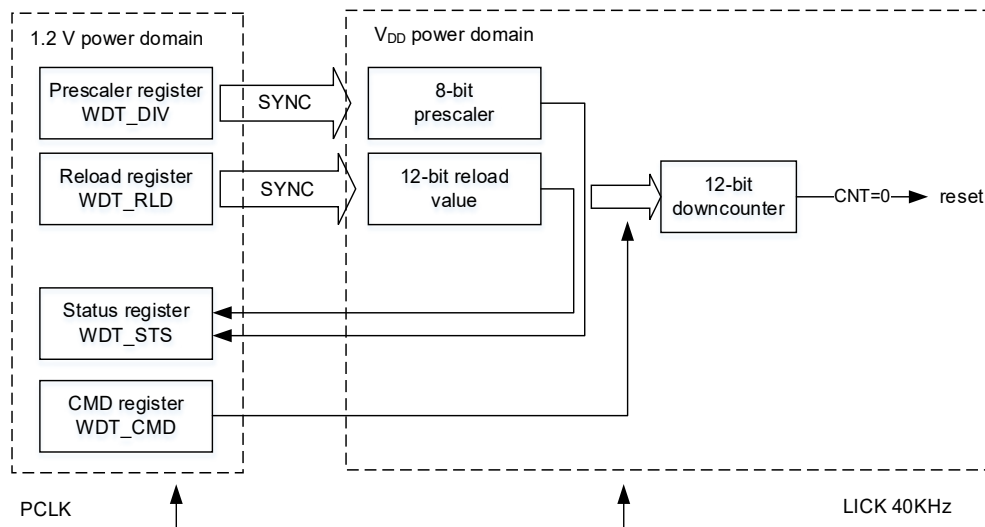 1.2 V power domain
VDD power domain
Prescaler register
WDT_DIV
SYNC
8-bit
prescaler
Reload register
WDT_RLD
SYNC
12-bit reload
value
12-bit
downcounter
CNT=0
reset
Status register
WDT_STS
CMD register
WDT_CMD
PCLK
LICK 40KHz